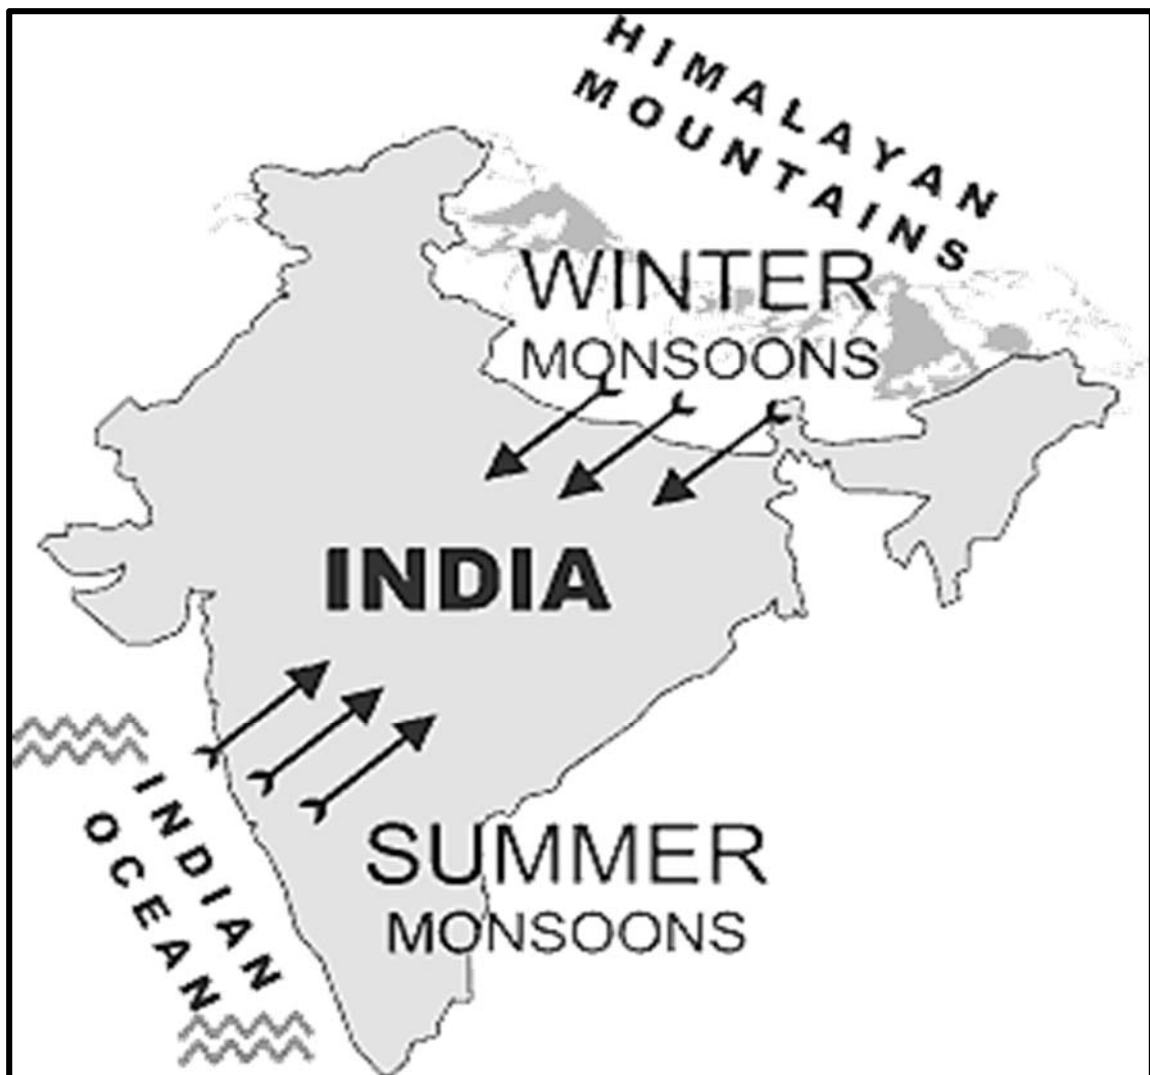 HIMALAYAN
MOUNTAINS
WINTER
MONSOONS
INDIA
INDIAN
OCEAN
SUMMER
MONSOONS